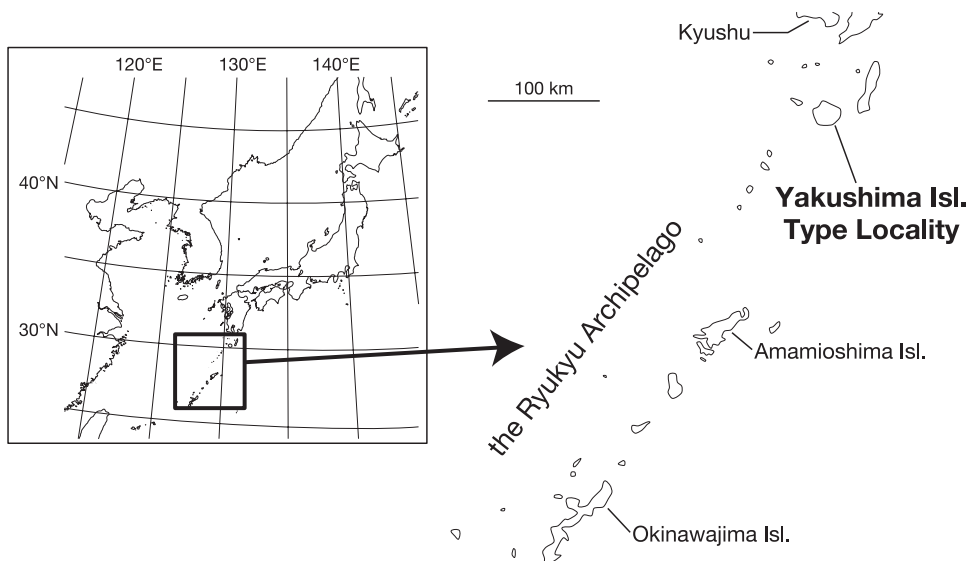 120°E
130°E
140°E
40°N
30°N
Kyushu
100 km
Yakushima Isl.
Type Locality
the Ryukyu Archipelago
Amamioshima Isl.
Okinawajima Isl.